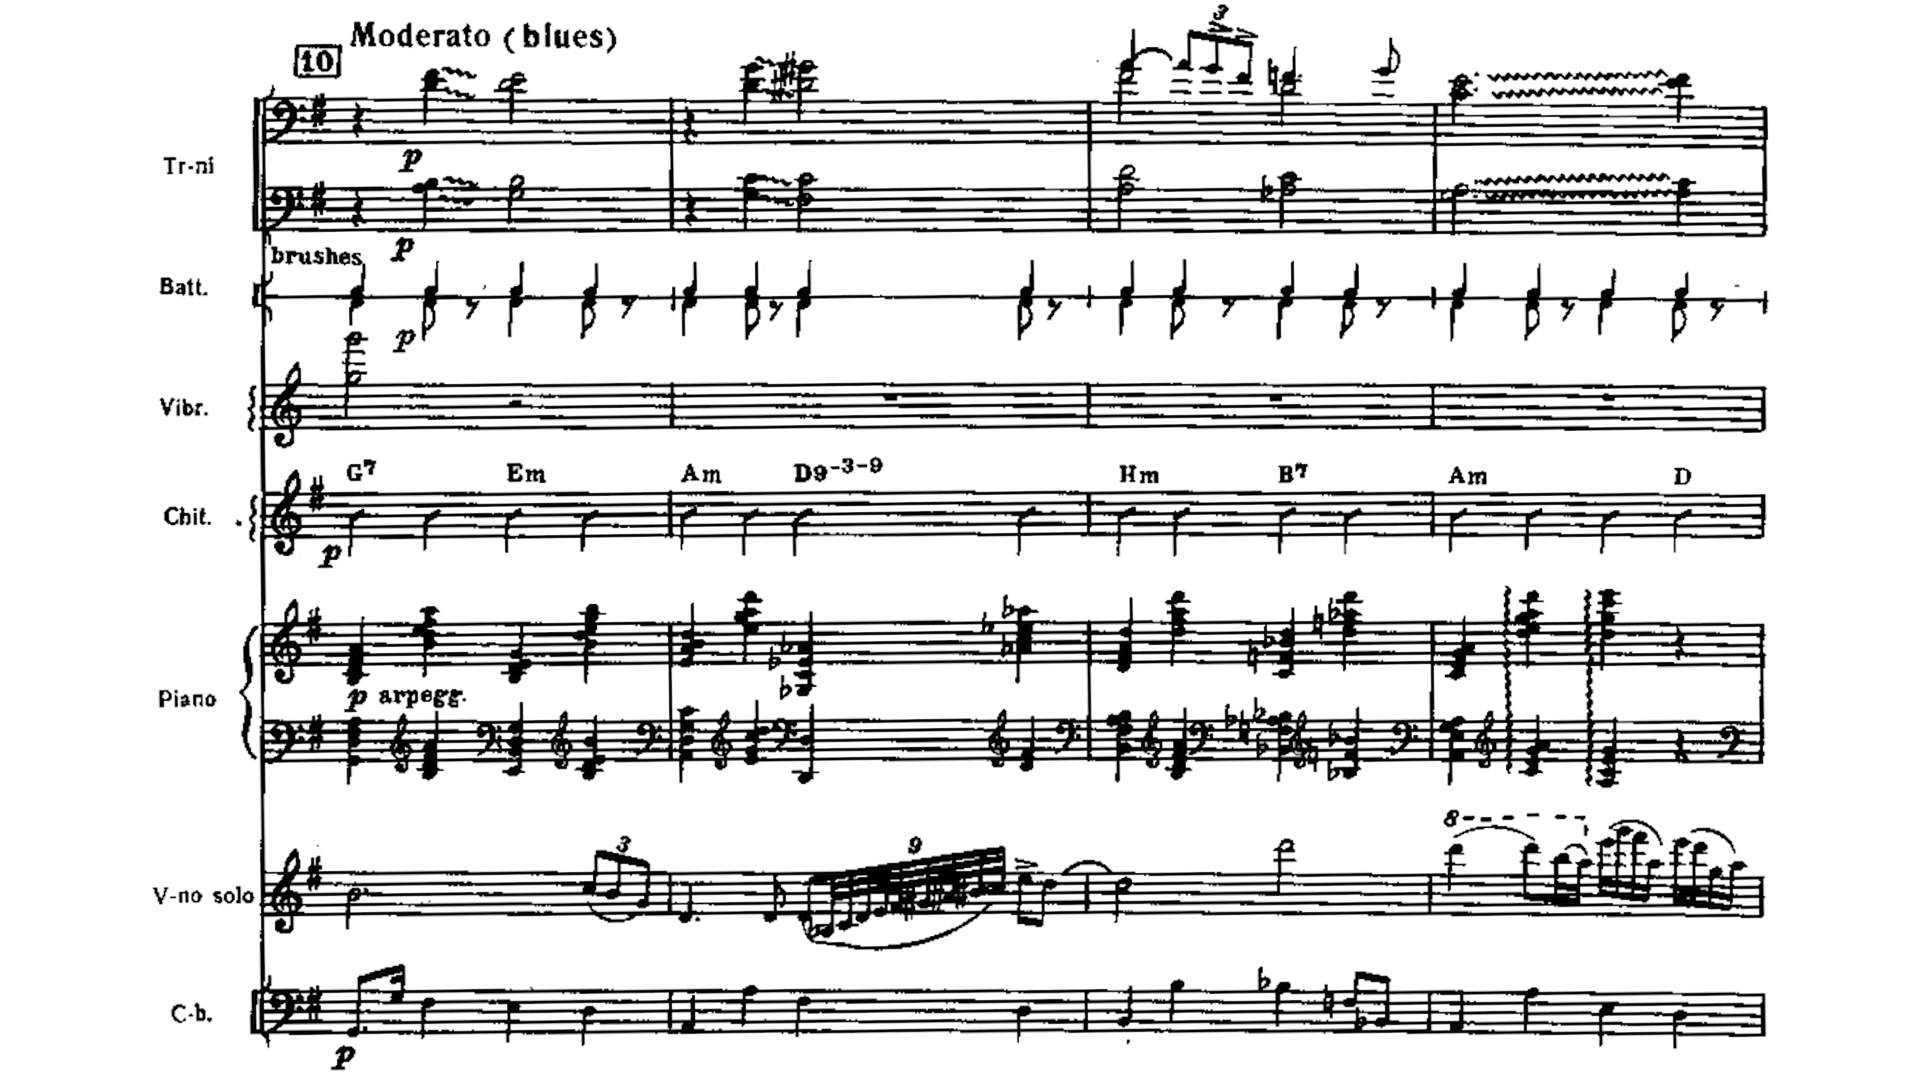 Moderato (blues)
10
3
Tr-ni
p
p
brushes
Batt.
p
Vibr.
G7 Em Am D9-3-9 Hm B7 Am D
Chit.
p
Piano
p arpegg.
8
3 9
V-no solo
C-b.
p